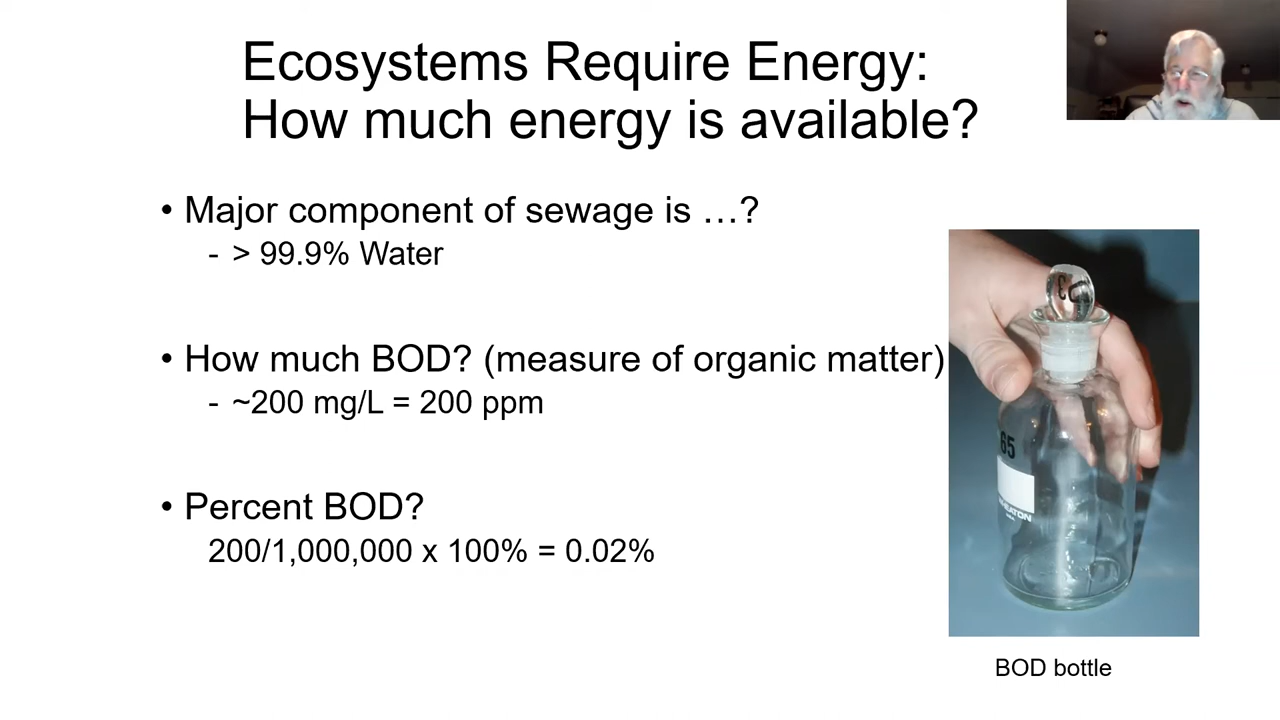 Ecosystems Require Energy:
How much energy is available?
• Major component of sewage is …?
- > 99.9% Water
• How much BOD? (measure of organic matter)
- ~200 mg/L = 200 ppm
• Percent BOD?
200/1,000,000 x 100% = 0.02%
65
BOD bottle